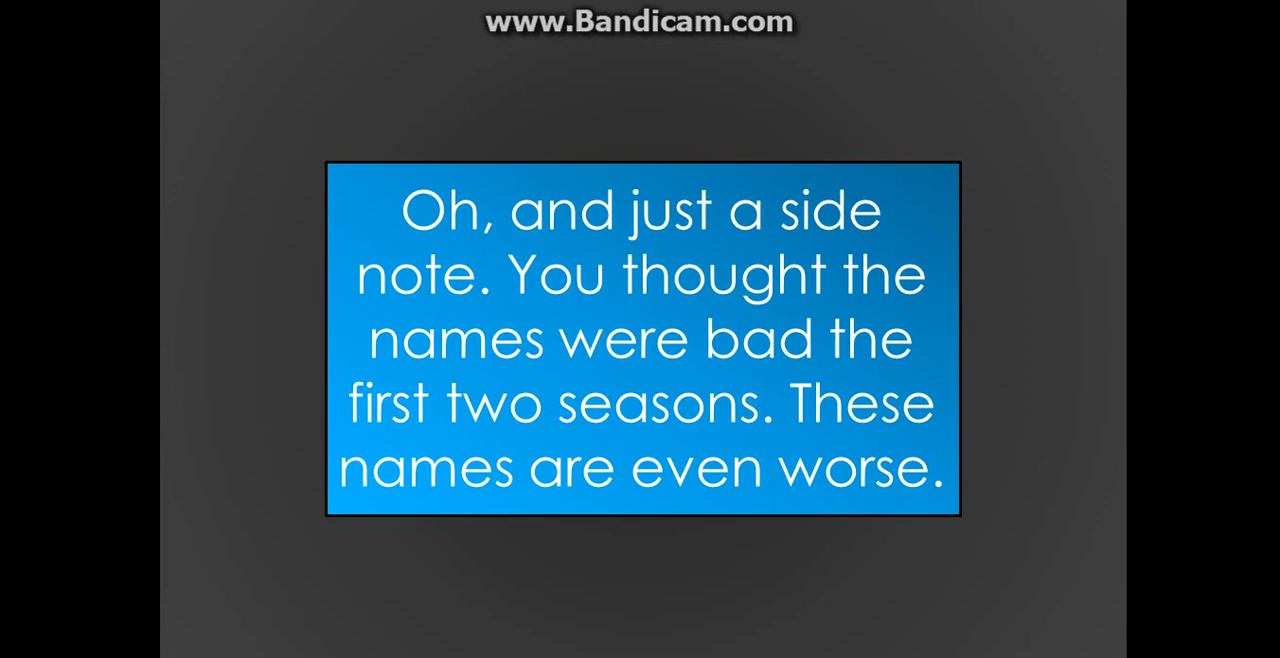 www.Bandicam.com
Oh, and just a side
note. You thought the
names were bad the
first two seasons. These
names are even worse.